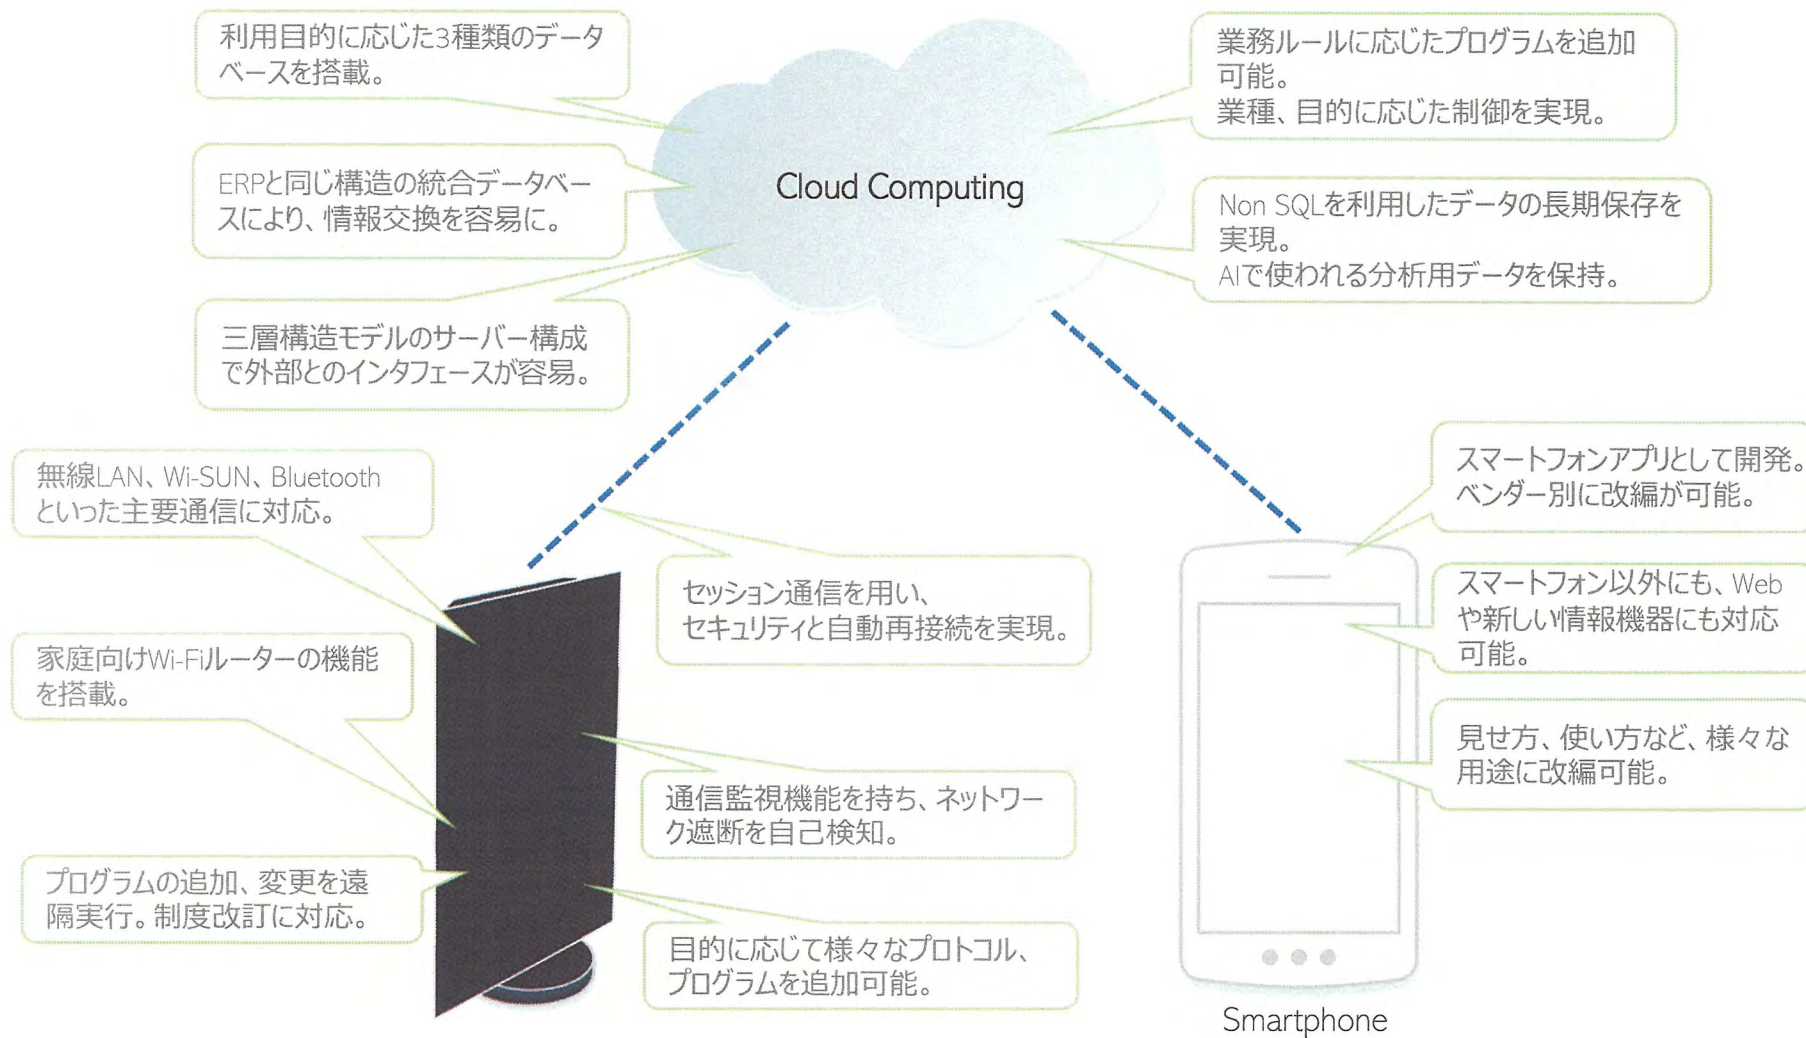 利用目的に応じた3種類のデータ
ベースを搭載。
業務ルールに応じたプログラムを追加
可能。
業種、目的に応じた制御を実現。
Cloud Computing
ERPと同じ構造の統合データベー
スにより、情報交換を容易に。
Non SQLを利用したデータの長期保存を
実現。
AIで使われる分析用データを保持。
三層構造モデルのサーバー構成
で外部とのインタフェースが容易。
無線LAN、Wi-SUN、Bluetooth
といった主要通信に対応。
スマートフォンアプリとして開発。
ベンダー別に改編が可能。
セッション通信を用い、
セキュリティと自動再接続を実現。
スマートフォン以外にも、Web
や新しい情報機器にも対応
可能。
家庭向けWi-Fiルーターの機能
を搭載。
見せ方、使い方など、様々な
用途に改編可能。
通信監視機能を持ち、ネットワー
ク遮断を自己検知。
プログラムの追加、変更を遠
隔実行。制度改訂に対応。
目的に応じて様々なプロトコル、
プログラムを追加可能。
Smartphone